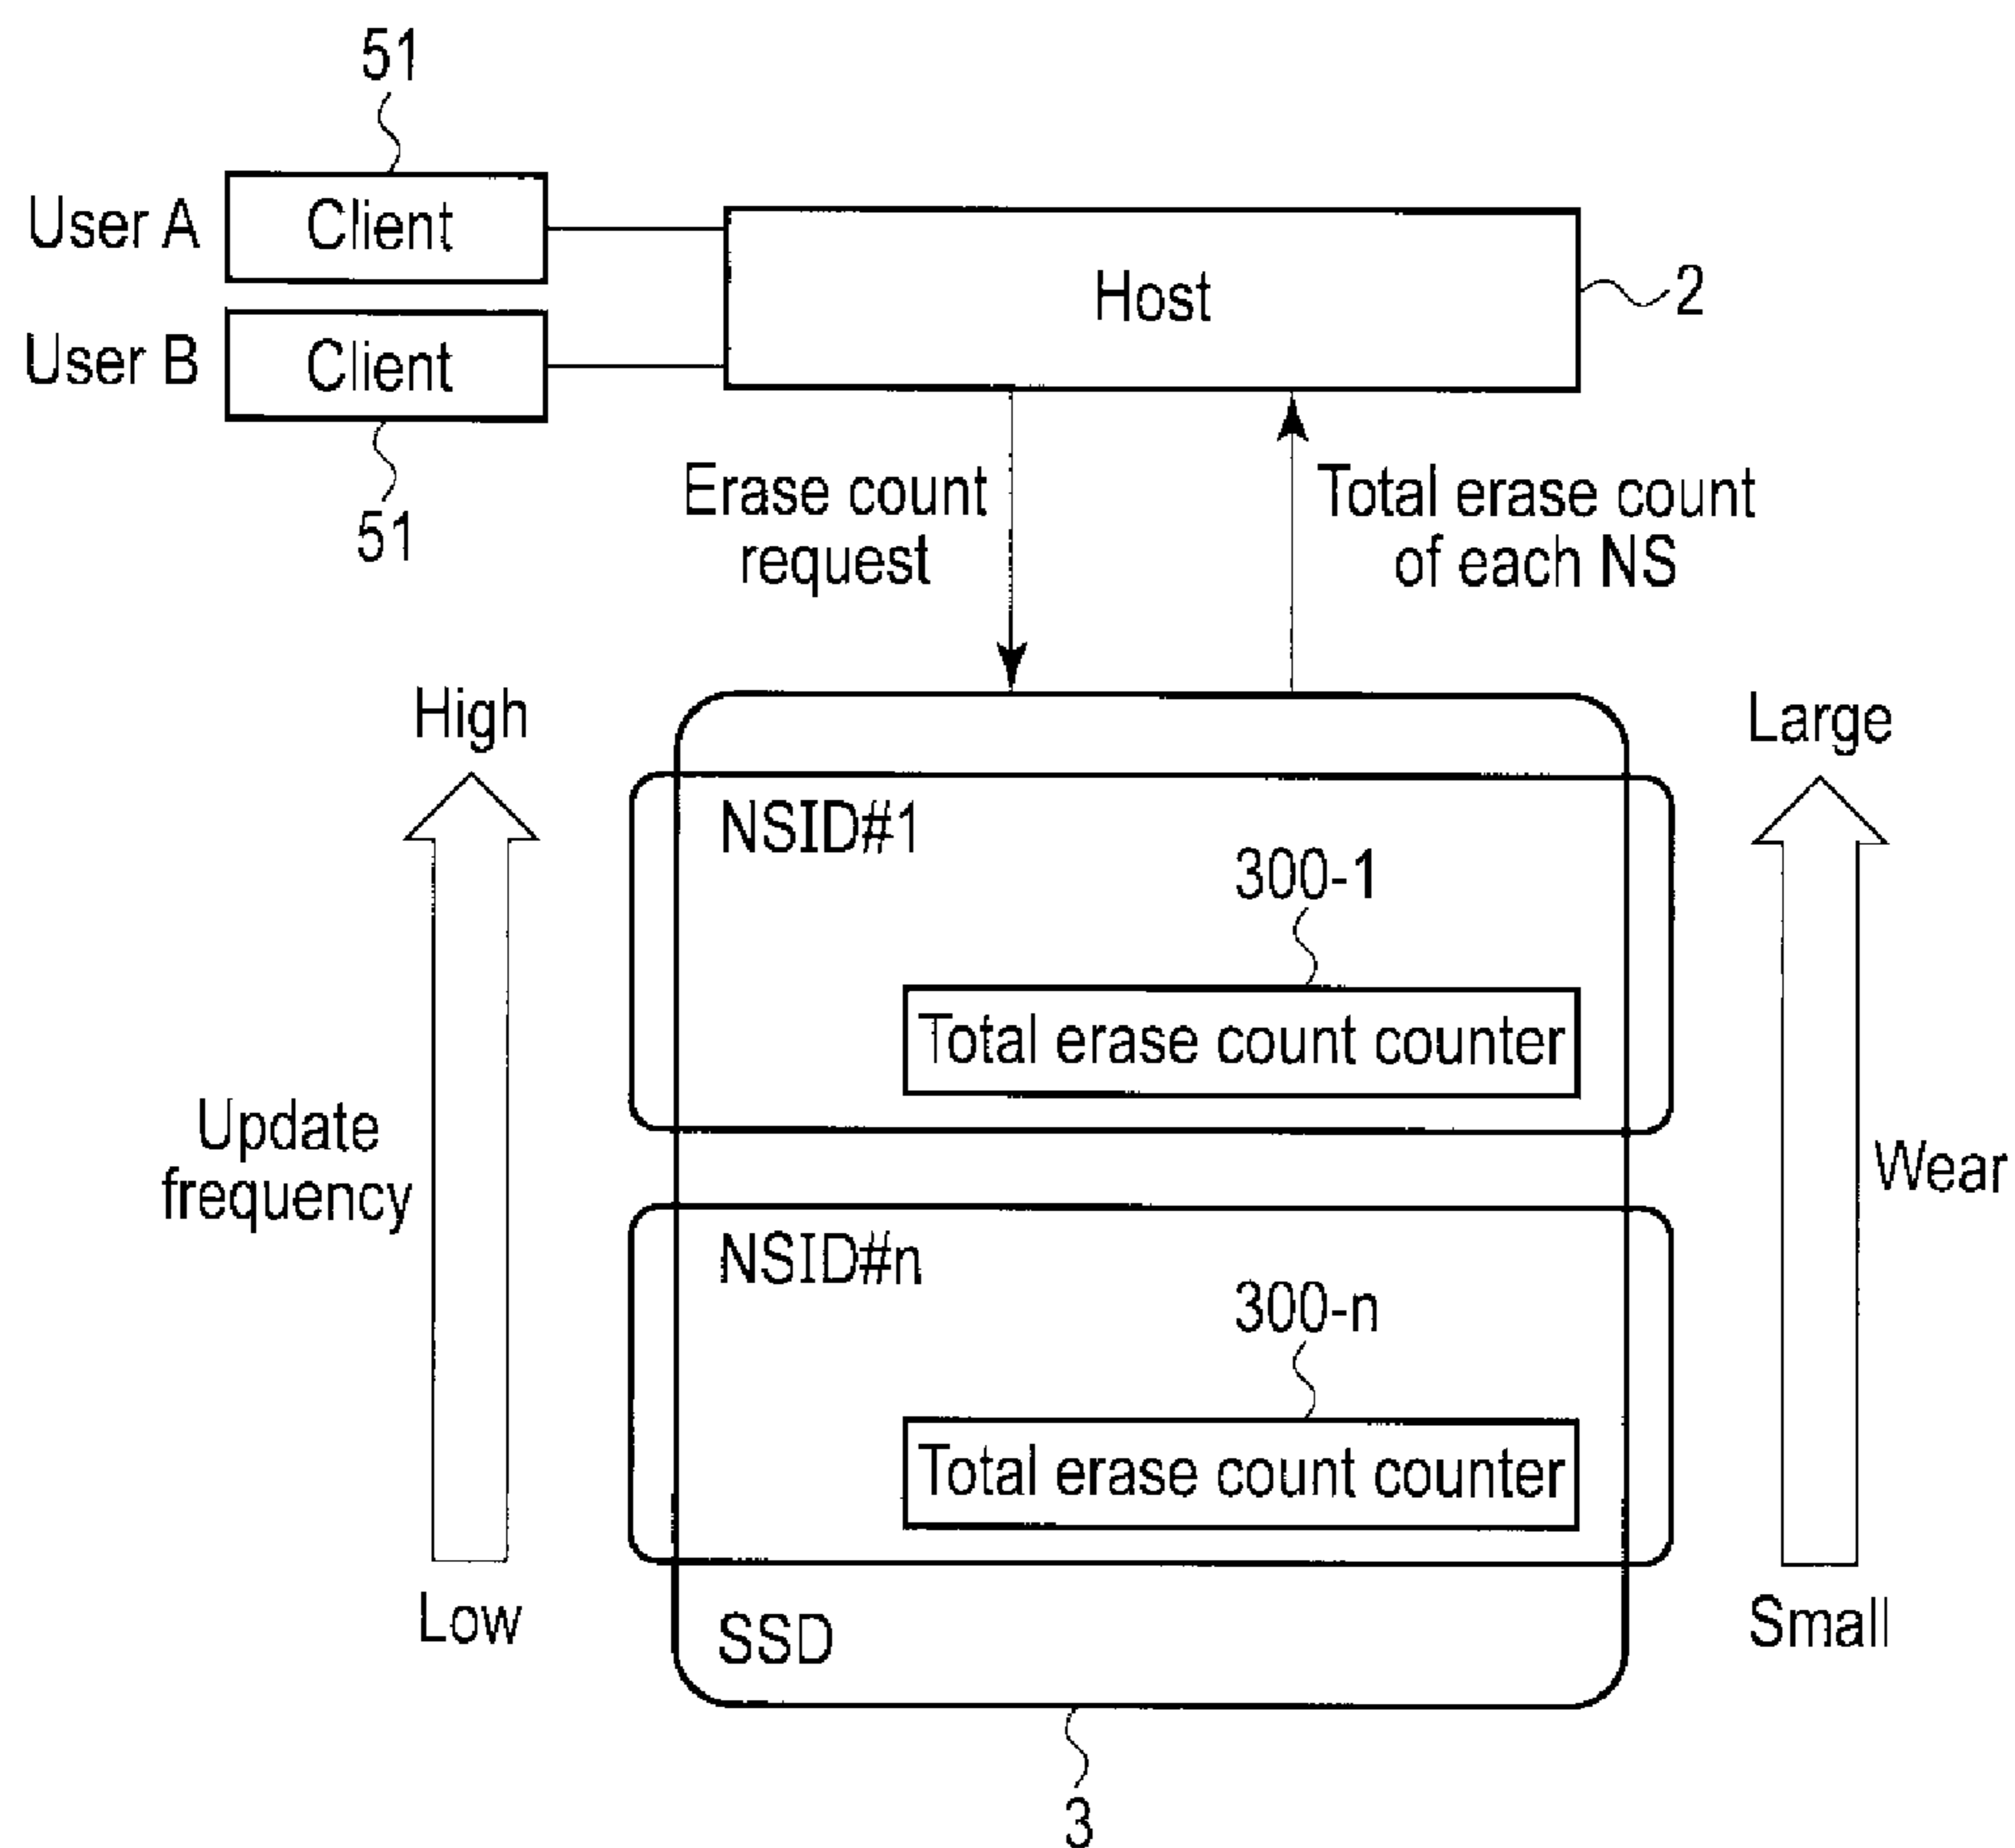 51
User A
Client
Host
2
User B
Client
51
Erase count
request
Total erase count
of each NS
High
Large
NSID#1
300-1
Total erase count counter
Update
frequency
Wear
NSID#n
300-n
Total erase count counter
Low
SSD
Small
3